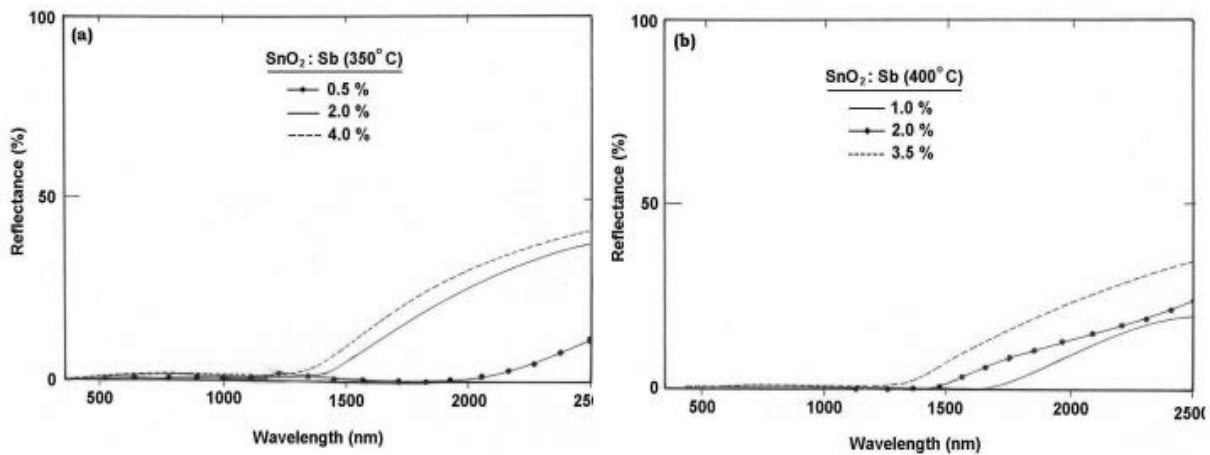 (a)
100
50
0
SnO₂ : Sb (350°C)
0.5 %
2.0 %
4.0 %
Reflectance (%)
500 1000 1500 2000 2500
Wavelength (nm)
(b)
100
50
0
SnO₂ : Sb (400°C)
1.0 %
2.0 %
3.5 %
Reflectance (%)
500 1000 1500 2000 2500
Wavelength (nm)